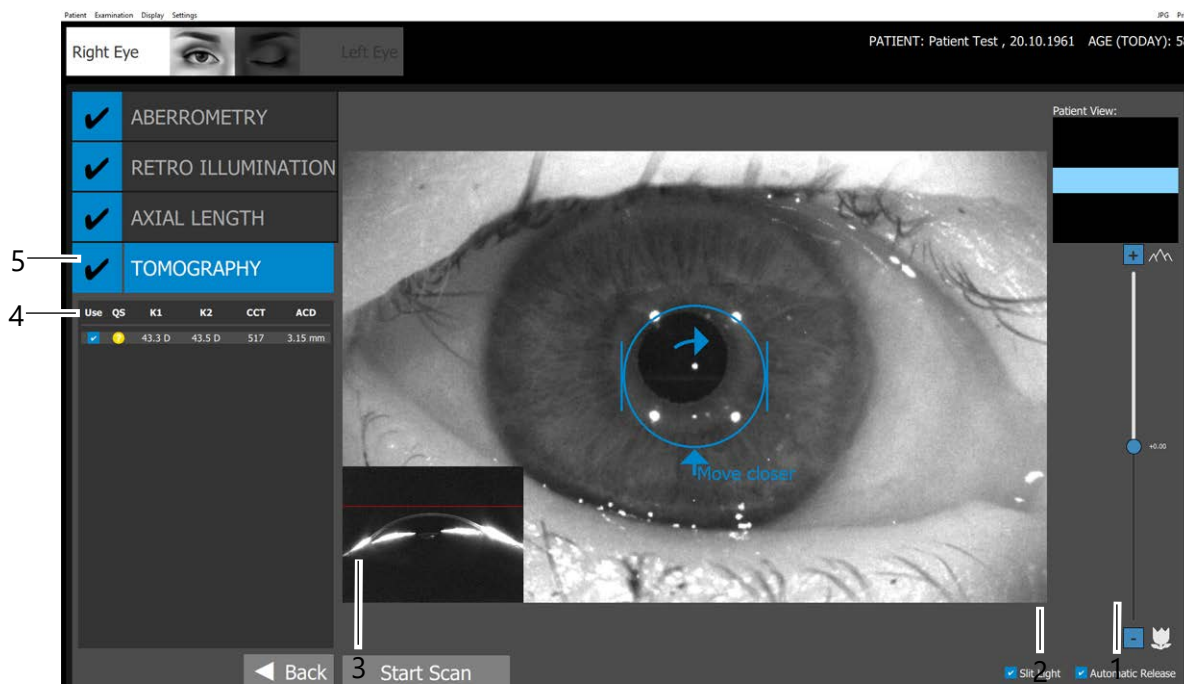 Patient Examination Display Settings JPG
Right Eye Left Eye PATIENT: Patient Test , 20.10.1961 AGE (TODAY):
Patient View:
ABERROMETRY
RETRO ILLUMINATION
AXIAL LENGTH
5 TOMOGRAPHY
+
4 Use QS K1 K2 CCT ACD
? 43.3 D 43.5 D 517 3.15 mm
+0.00
Move closer
-
Back 3 Start Scan 2 1
Slit Light Automatic Release